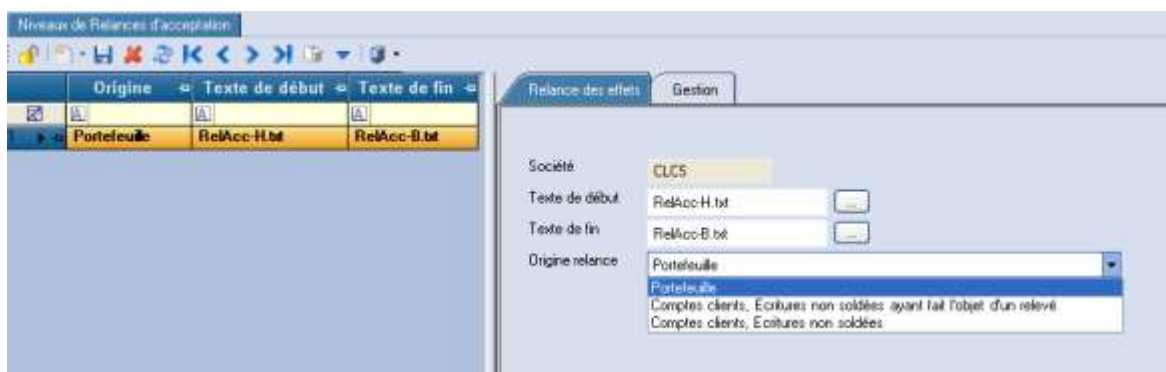 Niveaux de Relances d'acceptation
Origine Texte de début Texte de fin
Portefeuille RelAcc-H.txt RelAcc-B.txt
Relance des effets Gestion
Société CLCS
Texte de début RelAcc-H.txt ...
Texte de fin RelAcc-B.txt ...
Origine relance Portefeuille
Portefeuille
Comptes clients, Ecritures non soldées ayant fait l'objet d'un relevé
Comptes clients, Ecritures non soldées